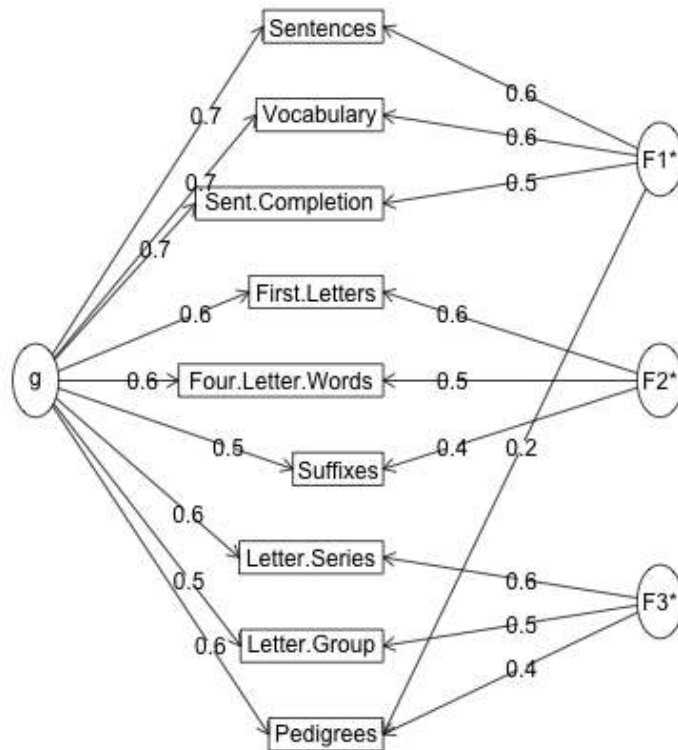 Sentences
0.6
0.7
Vocabulary
0.6
F1*
0.7
0.5
Sent.Completion
0.7
First.Letters
0.6
0.6
g
0.6
Four.Letter.Words
0.5
F2*
0.5
Suffixes
0.4
0.2
0.6
Letter.Series
0.6
0.5
F3*
0.5
Letter.Group
0.6
0.4
Pedigrees